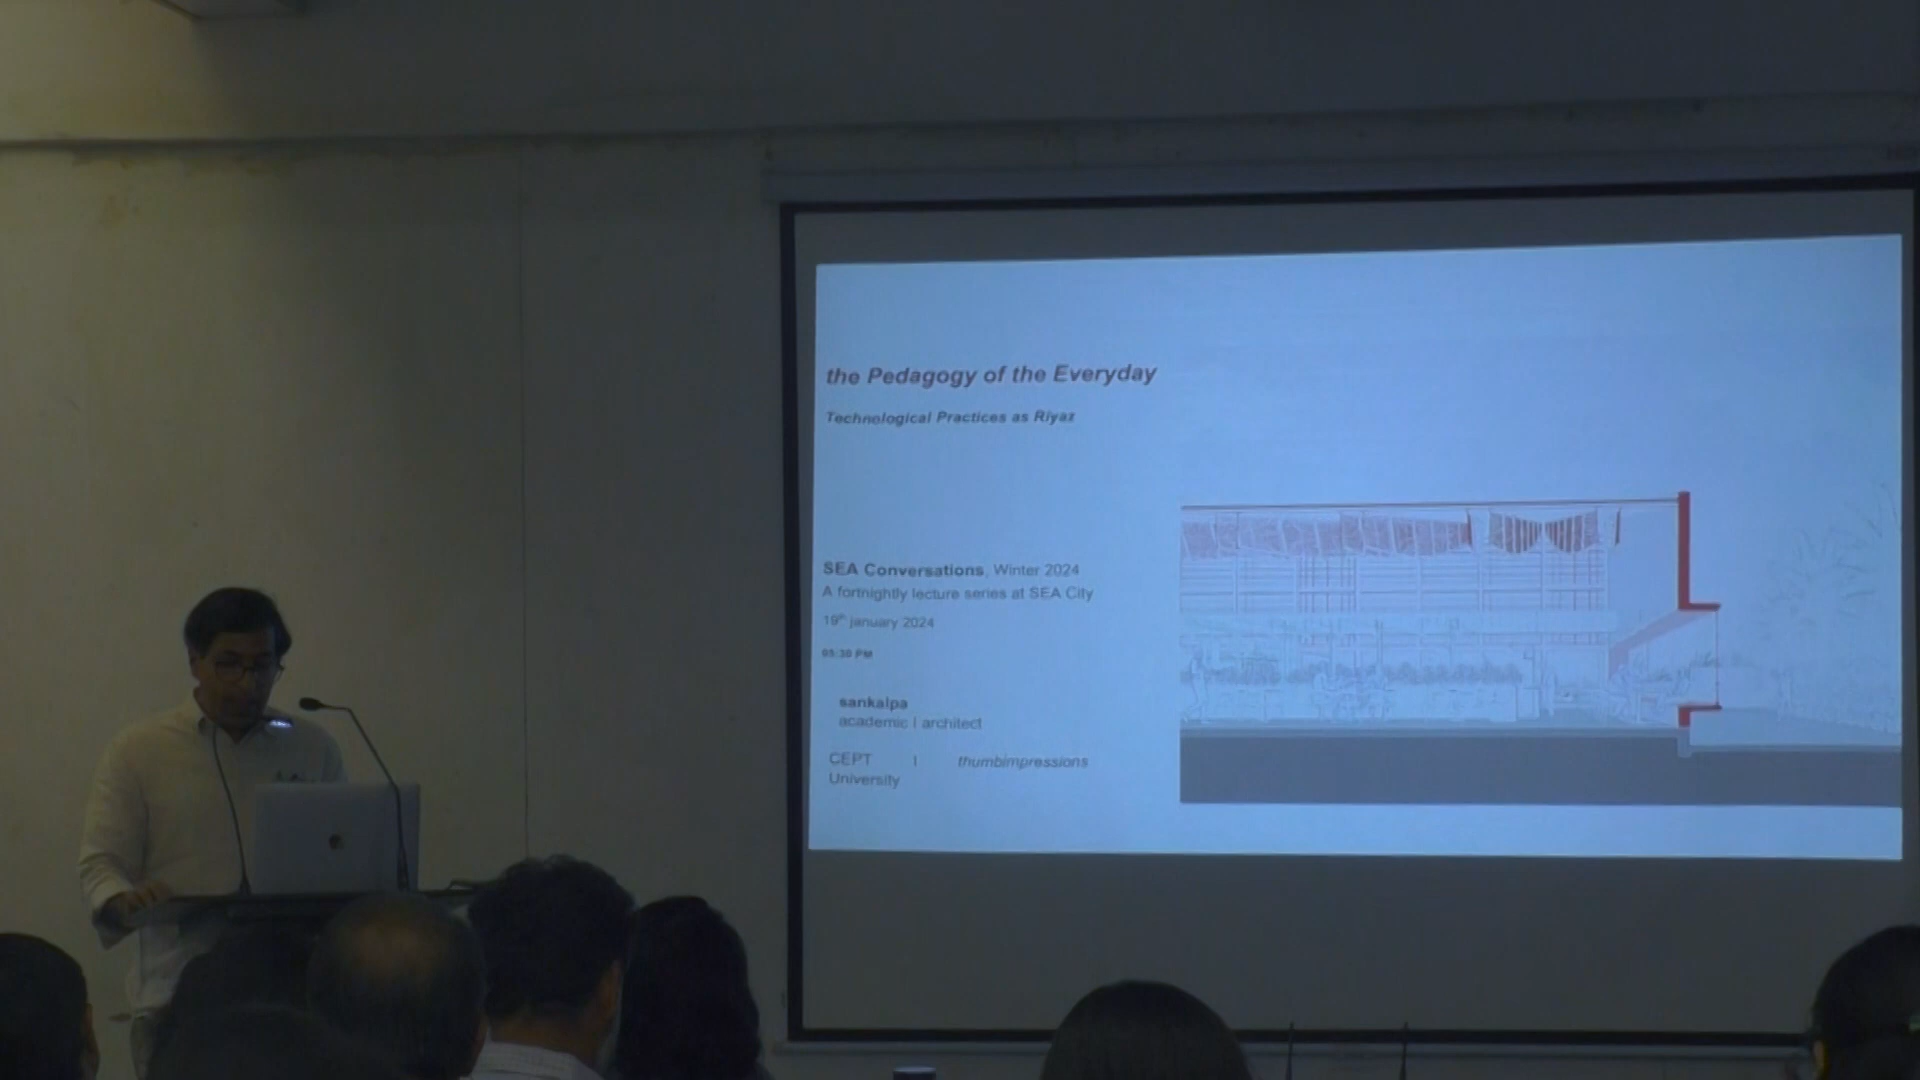 the Pedagogy of the Everyday
Technological Practices as Riyaz
SEA Conversations, Winter 2024
A fortnightly lecture series at SEA City
19th january 2024
05:30 PM
sankalpa
academic | architect
CEPT | thumbimpressions
University